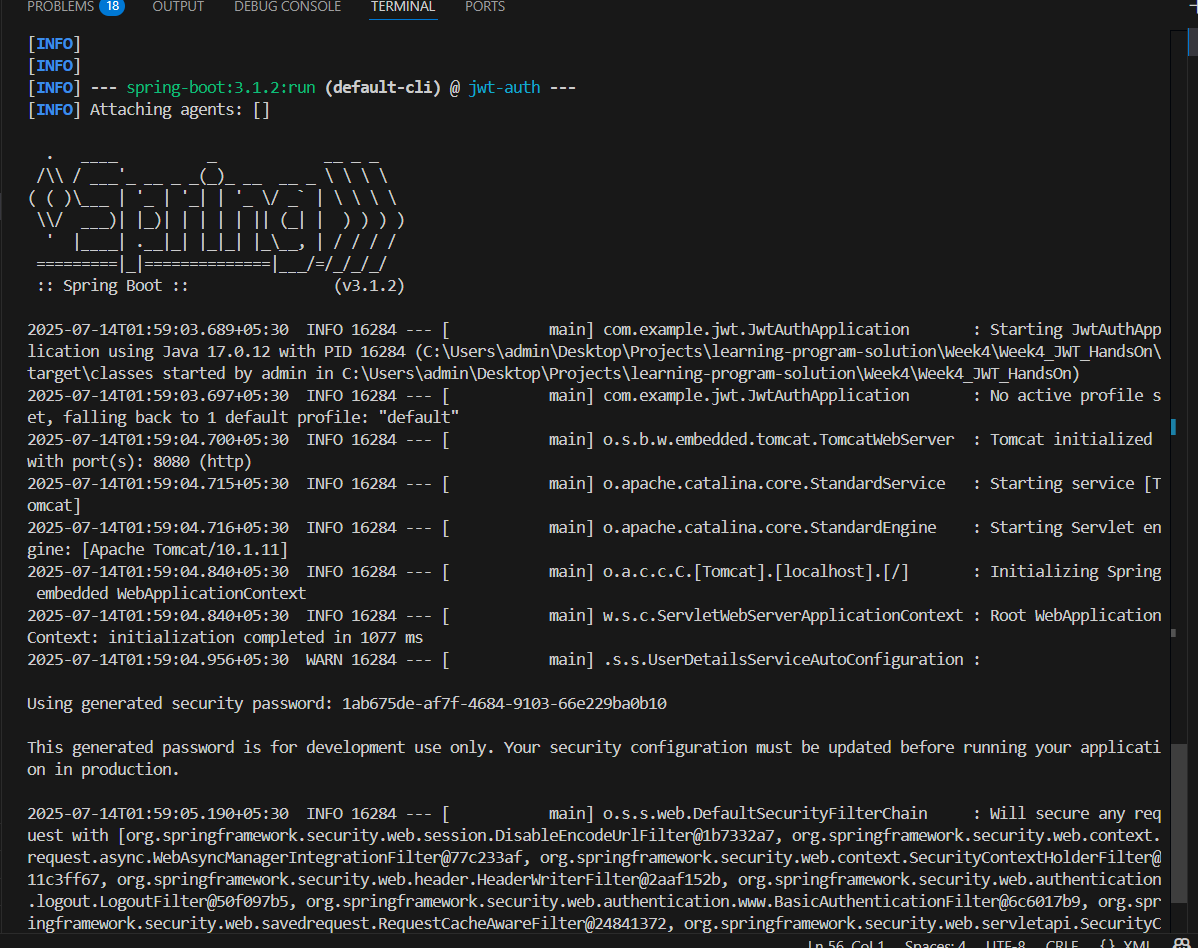 PROBLEMS 18 OUTPUT DEBUG CONSOLE TERMINAL PORTS
[INFO]
[INFO]
[INFO] --- spring-boot:3.1.2:run (default-cli) @ jwt-auth ---
[INFO] Attaching agents: []
  .   ____          _            __ _ _
 /\\ / ___'_ __ _ _(_)_ __  __ _ \ \ \ \
( ( )\___ | '_ | '_| | '_ \/ _` | \ \ \ \
 \\/  ___)| |_)| | | | | || (_| |  ) ) ) )
  '  |____| .__|_| |_|_| |_\__, | / / / /
 =========|_|==============|___/=/_/_/_/
 :: Spring Boot ::                (v3.1.2)
2025-07-14T01:59:03.689+05:30  INFO 16284 --- [           main] com.example.jwt.JwtAuthApplication       : Starting JwtAuthApp
lication using Java 17.0.12 with PID 16284 (C:\Users\admin\Desktop\Projects\learning-program-solution\Week4\Week4_JWT_HandsOn\
target\classes started by admin in C:\Users\admin\Desktop\Projects\learning-program-solution\Week4\Week4_JWT_HandsOn)
2025-07-14T01:59:03.697+05:30  INFO 16284 --- [           main] com.example.jwt.JwtAuthApplication       : No active profile s
et, falling back to 1 default profile: "default"
2025-07-14T01:59:04.700+05:30  INFO 16284 --- [           main] o.s.b.w.embedded.tomcat.TomcatWebServer  : Tomcat initialized
with port(s): 8080 (http)
2025-07-14T01:59:04.715+05:30  INFO 16284 --- [           main] o.apache.catalina.core.StandardService   : Starting service [T
omcat]
2025-07-14T01:59:04.716+05:30  INFO 16284 --- [           main] o.apache.catalina.core.StandardEngine    : Starting Servlet en
gine: [Apache Tomcat/10.1.11]
2025-07-14T01:59:04.840+05:30  INFO 16284 --- [           main] o.a.c.c.C.[Tomcat].[localhost].[/]       : Initializing Spring
 embedded WebApplicationContext
2025-07-14T01:59:04.840+05:30  INFO 16284 --- [           main] w.s.c.ServletWebServerApplicationContext : Root WebApplication
Context: initialization completed in 1077 ms
2025-07-14T01:59:04.956+05:30  WARN 16284 --- [           main] .s.s.UserDetailsServiceAutoConfiguration :
Using generated security password: 1ab675de-af7f-4684-9103-66e229ba0b10
This generated password is for development use only. Your security configuration must be updated before running your applicati
on in production.
2025-07-14T01:59:05.190+05:30  INFO 16284 --- [           main] o.s.s.web.DefaultSecurityFilterChain     : Will secure any req
uest with [org.springframework.security.web.session.DisableEncodeUrlFilter@1b7332a7, org.springframework.security.web.context.
request.async.WebAsyncManagerIntegrationFilter@77c233af, org.springframework.security.web.context.SecurityContextHolderFilter@
11c3ff67, org.springframework.security.web.header.HeaderWriterFilter@2aaf152b, org.springframework.security.web.authentication
.logout.LogoutFilter@50f097b5, org.springframework.security.web.authentication.www.BasicAuthenticationFilter@6c6017b9, org.spr
ingframework.security.web.savedrequest.RequestCacheAwareFilter@24841372, org.springframework.security.web.servletapi.SecurityC
Ln 56, Col 1 Spaces: 4 UTF-8 CRLF {} XML